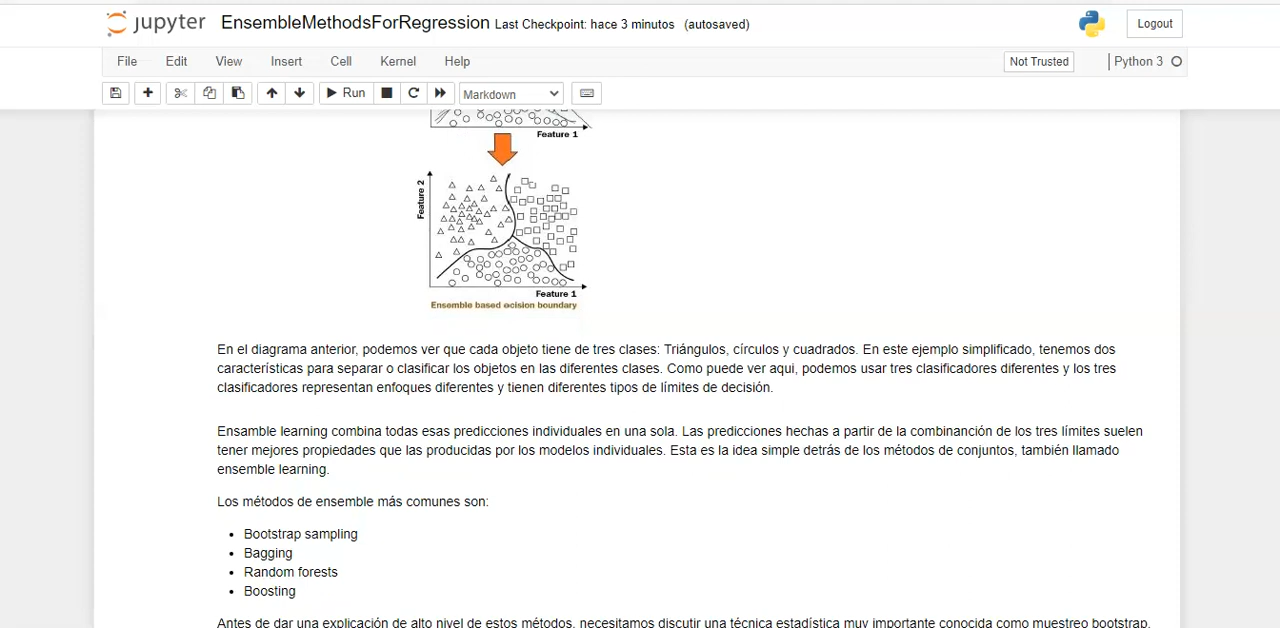 jupyter EnsembleMethodsForRegression Last Checkpoint: hace 3 minutos (autosaved) Logout
File Edit View Insert Cell Kernel Help Not Trusted Python 3
Run Markdown
Feature 1
Feature 2
Feature 1
Ensemble based ecision boundary
En el diagrama anterior, podemos ver que cada objeto tiene de tres clases: Triángulos, círculos y cuadrados. En este ejemplo simplificado, tenemos dos
características para separar o clasificar los objetos en las diferentes clases. Como puede ver aqui, podemos usar tres clasificadores diferentes y los tres
clasificadores representan enfoques diferentes y tienen diferentes tipos de límites de decisión.
Ensamble learning combina todas esas predicciones individuales en una sola. Las predicciones hechas a partir de la combinanción de los tres límites suelen
tener mejores propiedades que las producidas por los modelos individuales. Esta es la idea simple detrás de los métodos de conjuntos, también llamado
ensemble learning.
Los métodos de ensemble más comunes son:
Bootstrap sampling
Bagging
Random forests
Boosting
Antes de dar una explicación de alto nivel de estos métodos, necesitamos discutir una técnica estadística muy importante conocida como muestreo bootstrap.